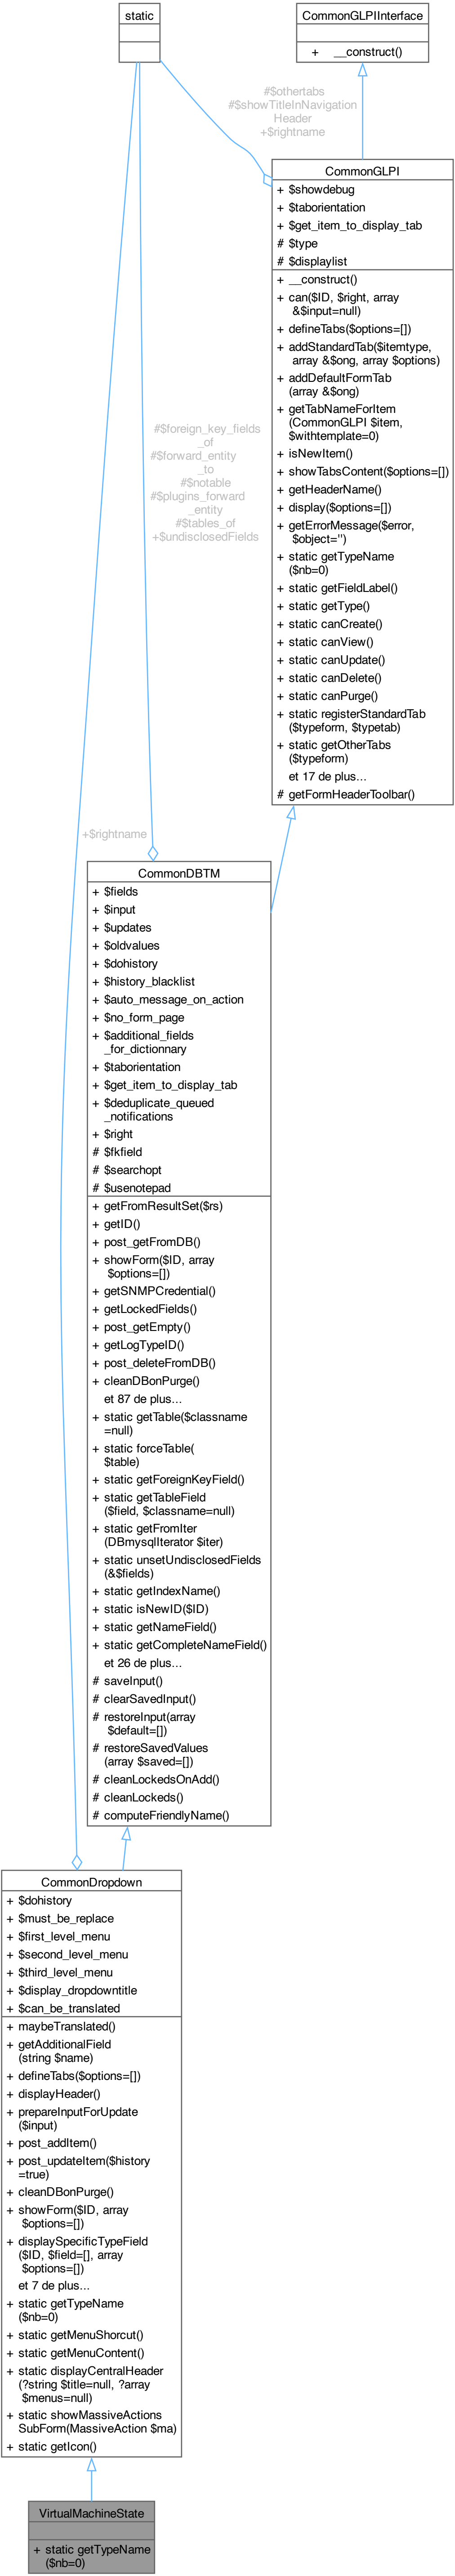 static
CommonGLPIInterface
+ __construct()
#$othertabs
#$showTitleInNavigation
Header
+$rightname
CommonGLPI
+ $showdebug
+ $taborientation
+ $get_item_to_display_tab
# $type
# $displaylist
+ __construct()
+ can($ID, $right, array
&$input=null)
+ defineTabs($options=[])
+ addStandardTab($itemtype,
array &$ong, array $options)
+ addDefaultFormTab
(array &$ong)
+ getTabNameForItem
(CommonGLPI $item,
$withtemplate=0)
+ isNewItem()
+ showTabsContent($options=[])
+ getHeaderName()
+ display($options=[])
+ getErrorMessage($error,
$object='')
+ static getTypeName
($nb=0)
+ static getFieldLabel()
+ static getType()
+ static canCreate()
+ static canView()
+ static canUpdate()
+ static canDelete()
+ static canPurge()
+ static registerStandardTab
($typeform, $typetab)
+ static getOtherTabs
($typeform)
et 17 de plus...
# getFormHeaderToolbar()
#$foreign_key_fields
_of
#$forward_entity
_to
#$notable
#$plugins_forward
_entity
#$tables_of
+$undisclosedFields
+$rightname
CommonDBTM
+ $fields
+ $input
+ $updates
+ $oldvalues
+ $dohistory
+ $history_blacklist
+ $auto_message_on_action
+ $no_form_page
+ $additional_fields
_for_dictionnary
+ $taborientation
+ $get_item_to_display_tab
+ $deduplicate_queued
_notifications
+ $right
# $fkfield
# $searchopt
# $usenotepad
+ getFromResultSet($rs)
+ getID()
+ post_getFromDB()
+ showForm($ID, array
$options=[])
+ getSNMPCredential()
+ getLockedFields()
+ post_getEmpty()
+ getLogTypeID()
+ post_deleteFromDB()
+ cleanDBonPurge()
et 87 de plus...
+ static getTable($classname
=null)
+ static forceTable(
$table)
+ static getForeignKeyField()
+ static getTableField
($field, $classname=null)
+ static getFromIter
(DBmysqlIterator $iter)
+ static unsetUndisclosedFields
(&$fields)
+ static getIndexName()
+ static isNewID($ID)
+ static getNameField()
+ static getCompleteNameField()
et 26 de plus...
# saveInput()
# clearSavedInput()
# restoreInput(array
$default=[])
# restoreSavedValues
(array $saved=[])
# cleanLockedsOnAdd()
# cleanLockeds()
# computeFriendlyName()
CommonDropdown
+ $dohistory
+ $must_be_replace
+ $first_level_menu
+ $second_level_menu
+ $third_level_menu
+ $display_dropdowntitle
+ $can_be_translated
+ maybeTranslated()
+ getAdditionalField
(string $name)
+ defineTabs($options=[])
+ displayHeader()
+ prepareInputForUpdate
($input)
+ post_addItem()
+ post_updateItem($history
=true)
+ cleanDBonPurge()
+ showForm($ID, array
$options=[])
+ displaySpecificTypeField
($ID, $field=[], array
$options=[])
et 7 de plus...
+ static getTypeName
($nb=0)
+ static getMenuShorcut()
+ static getMenuContent()
+ static displayCentralHeader
(?string $title=null, ?array
$menus=null)
+ static showMassiveActions
SubForm(MassiveAction $ma)
+ static getIcon()
VirtualMachineState
+ static getTypeName
($nb=0)